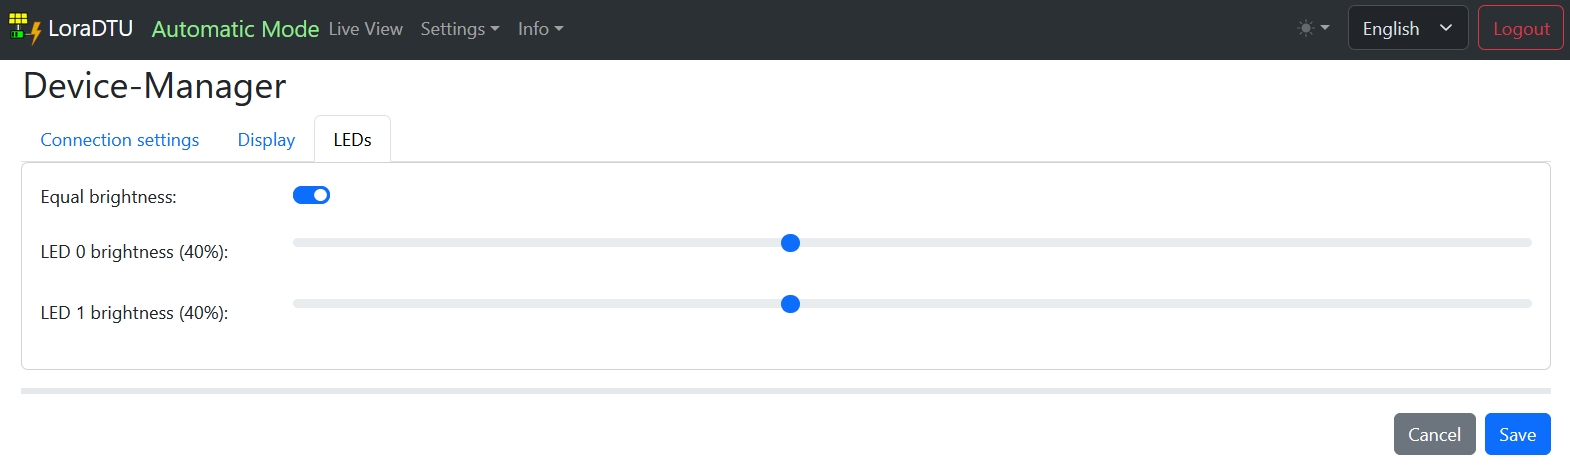 LoraDTU Automatic Mode Live View Settings Info English Logout
Device-Manager
Connection settings Display LEDs
Equal brightness:
LED 0 brightness (40%):
LED 1 brightness (40%):
Cancel Save